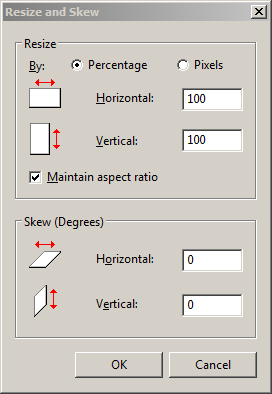 Resize and Skew
Resize
By: Percentage Pixels
Horizontal: 100
Vertical: 100
Maintain aspect ratio
Skew (Degrees)
Horizontal: 0
Vertical: 0
OK Cancel